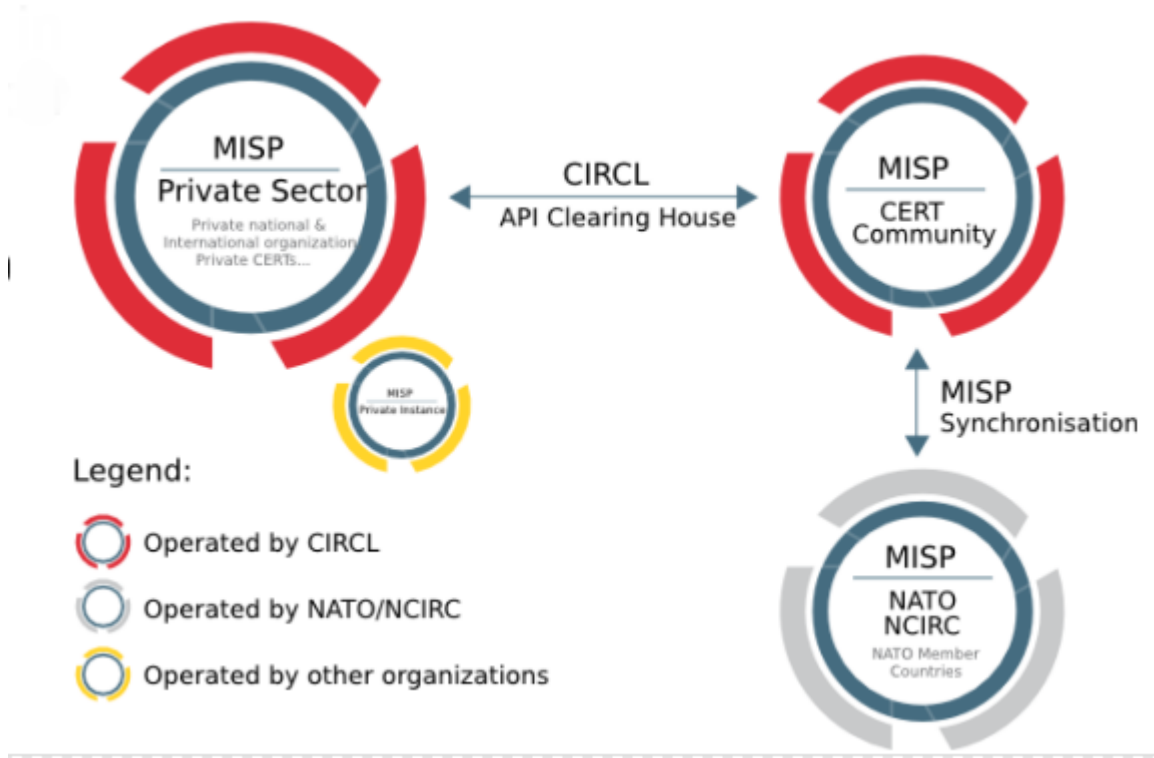 MISP
Private Sector
Private national &
International organization
Private CERTs...
CIRCL
API Clearing House
MISP
CERT
Community
MISP
Private Instance
MISP
Synchronisation
MISP
NATO
NCIRC
NATO Member
Countries
Legend:
Operated by CIRCL
Operated by NATO/NCIRC
Operated by other organizations